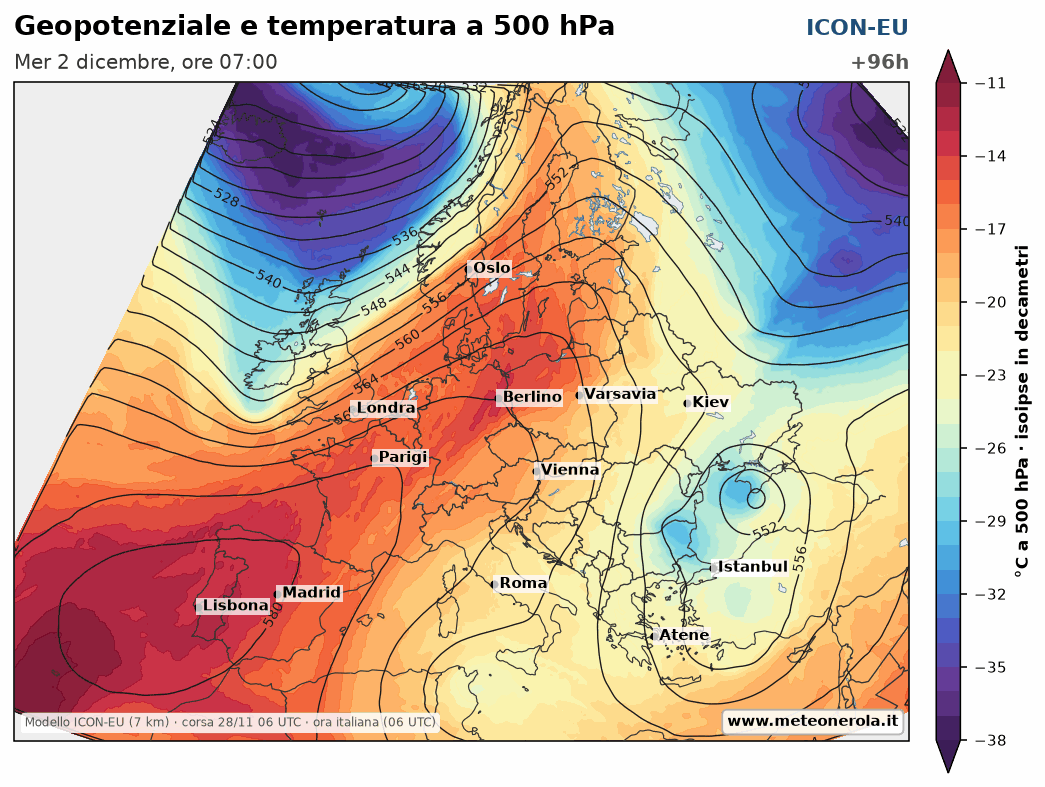 Geopotenziale e temperatura a 500 hPa
ICON-EU
Mer 2 dicembre, ore 07:00
+96h
−11
−14
−17
−20
−23
−26
−29
−32
−35
−38
°C a 500 hPa · isoipse in decametri
524
532
528
552
536
540
540
544
548
556
560
564
Oslo
Berlino
Varsavia
Kiev
Londra
Parigi
Vienna
552
556
Istanbul
Roma
Madrid
Lisbona
580
Atene
Modello ICON-EU (7 km) · corsa 28/11 06 UTC · ora italiana (06 UTC)
www.meteonerola.it